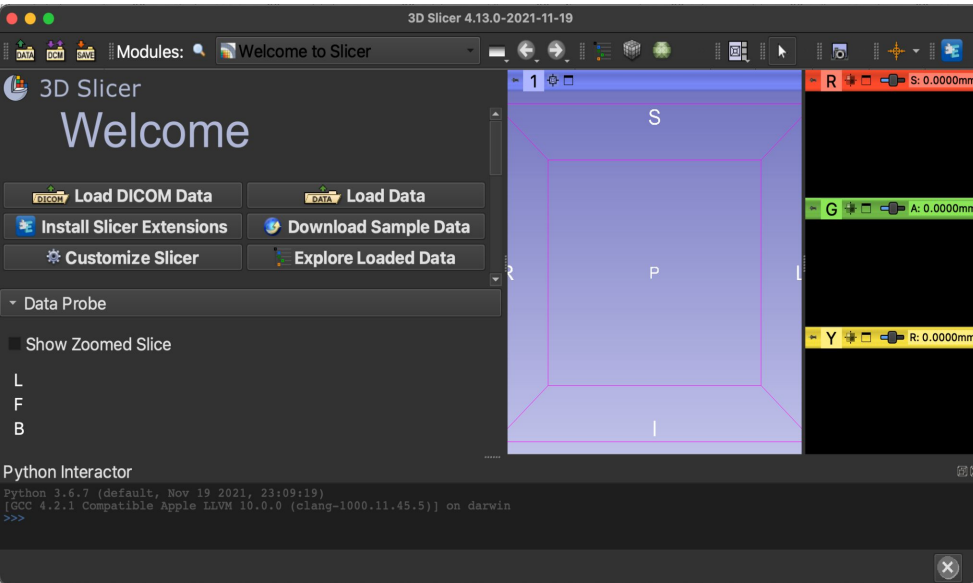 3D Slicer 4.13.0-2021-11-19
DATA DCM SAVE Modules: Welcome to Slicer
3D Slicer
Welcome
DICOM Load DICOM Data
DATA Load Data
Install Slicer Extensions
Download Sample Data
Customize Slicer
Explore Loaded Data
Data Probe
Show Zoomed Slice
L
F
B
1
S
R P L
I
R S: 0.0000mm
G A: 0.0000mm
Y R: 0.0000mm
Python Interactor
Python 3.6.7 (default, Nov 19 2021, 23:09:19)
[GCC 4.2.1 Compatible Apple LLVM 10.0.0 (clang-1000.11.45.5)] on darwin
>>>